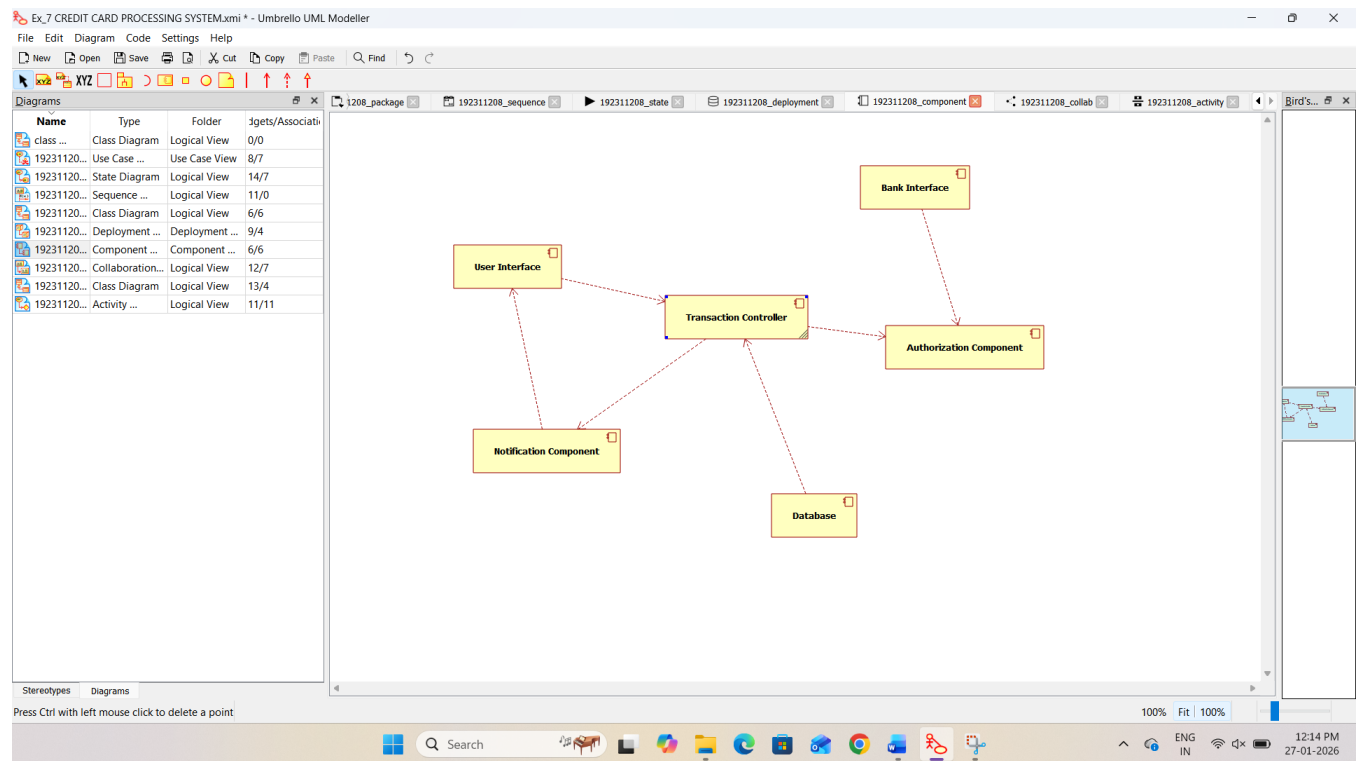 Ex_7 CREDIT CARD PROCESSING SYSTEM.xmi * - Umbrello UML Modeller
File Edit Diagram Code Settings Help
New Open Save Cut Copy Paste Find
XYZ XYZ
Diagrams
Name Type Folder dgets/Associatio
class ... Class Diagram Logical View 0/0
19231120... Use Case ... Use Case View 8/7
19231120... State Diagram Logical View 14/7
19231120... Sequence ... Logical View 11/0
19231120... Class Diagram Logical View 6/6
19231120... Deployment ... Deployment ... 9/4
19231120... Component ... Component ... 6/6
19231120... Collaboration... Logical View 12/7
19231120... Class Diagram Logical View 13/4
19231120... Activity ... Logical View 11/11
Stereotypes Diagrams
1208_package 192311208_sequence 192311208_state 192311208_deployment 192311208_component 192311208_collab 192311208_activity
Bird's...
Bank Interface
User Interface
Transaction Controller
Authorization Component
Notification Component
Database
Press Ctrl with left mouse click to delete a point
100% Fit 100%
Search
ENG
IN
12:14 PM
27-01-2026